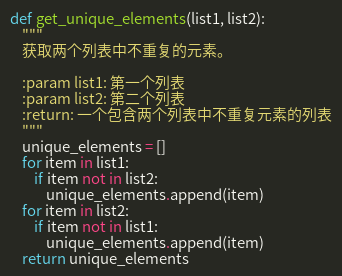 def get_unique_elements(list1, list2):
"""
获取两个列表中不重复的元素。
:param list1: 第一个列表
:param list2: 第二个列表
:return: 一个包含两个列表中不重复元素的列表
"""
unique_elements = []
for item in list1:
if item not in list2:
unique_elements.append(item)
for item in list2:
if item not in list1:
unique_elements.append(item)
return unique_elements